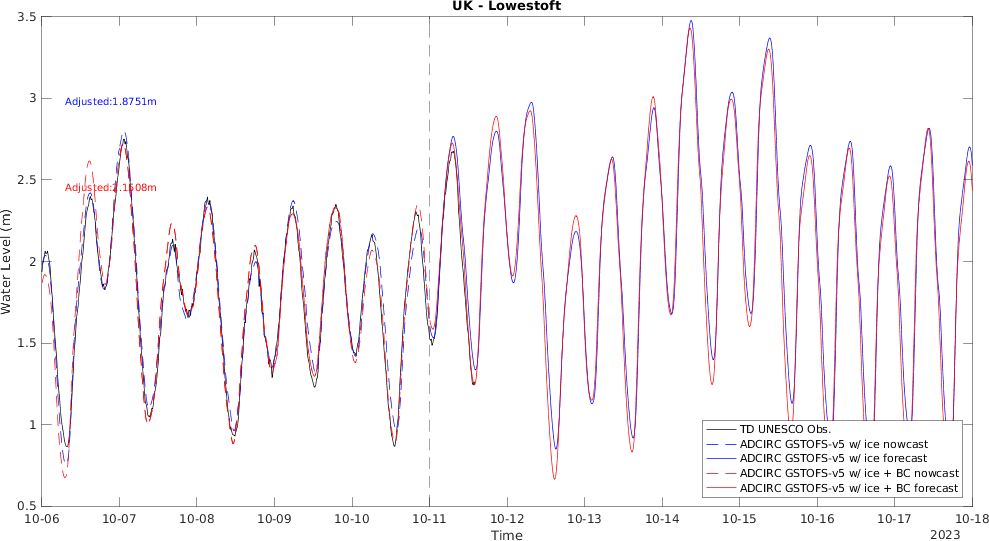 UK - Lowestoft
3.5
3
2.5
2
1.5
1
0.5
Water Level (m)
Adjusted:1.8751m
Adjusted:2.1508m
TD UNESCO Obs.
ADCIRC GSTOFS-v5 w/ ice nowcast
ADCIRC GSTOFS-v5 w/ ice forecast
ADCIRC GSTOFS-v5 w/ ice + BC nowcast
ADCIRC GSTOFS-v5 w/ ice + BC forecast
10-06 10-07 10-08 10-09 10-10 10-11 10-12 10-13 10-14 10-15 10-16 10-17 10-18
Time
2023